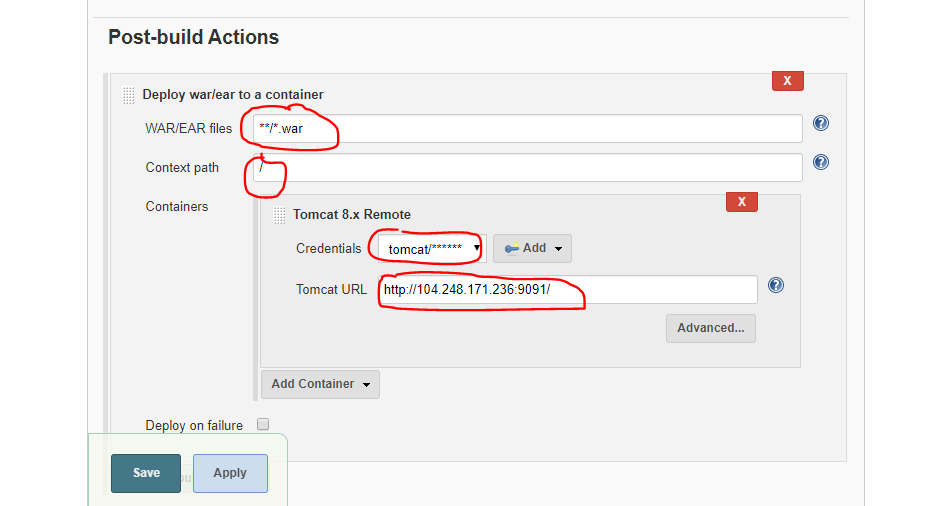 Post-build Actions
X
Deploy war/ear to a container
WAR/EAR files **/*.war ?
Context path / ?
Containers
X
Tomcat 8.x Remote
Credentials tomcat/****** Add
Tomcat URL http://104.248.171.236:9091/ ?
Advanced...
Add Container
Deploy on failure
Save Apply